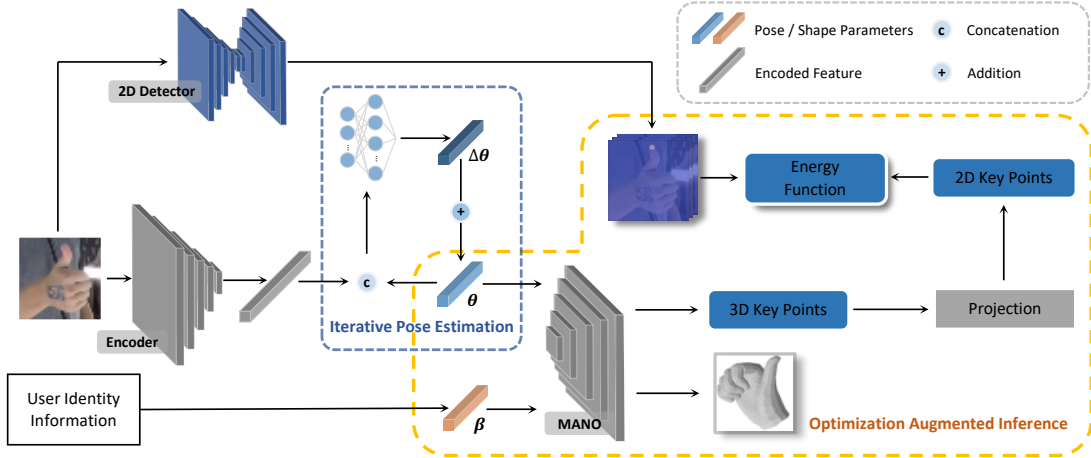 Pose / Shape Parameters
c
Concatenation
Encoded Feature
+
Addition
2D Detector
Δθ
+
Energy
Function
2D Key Points
c
θ
Iterative Pose Estimation
3D Key Points
Projection
Encoder
User Identity
Information
β
MANO
Optimization Augmented Inference